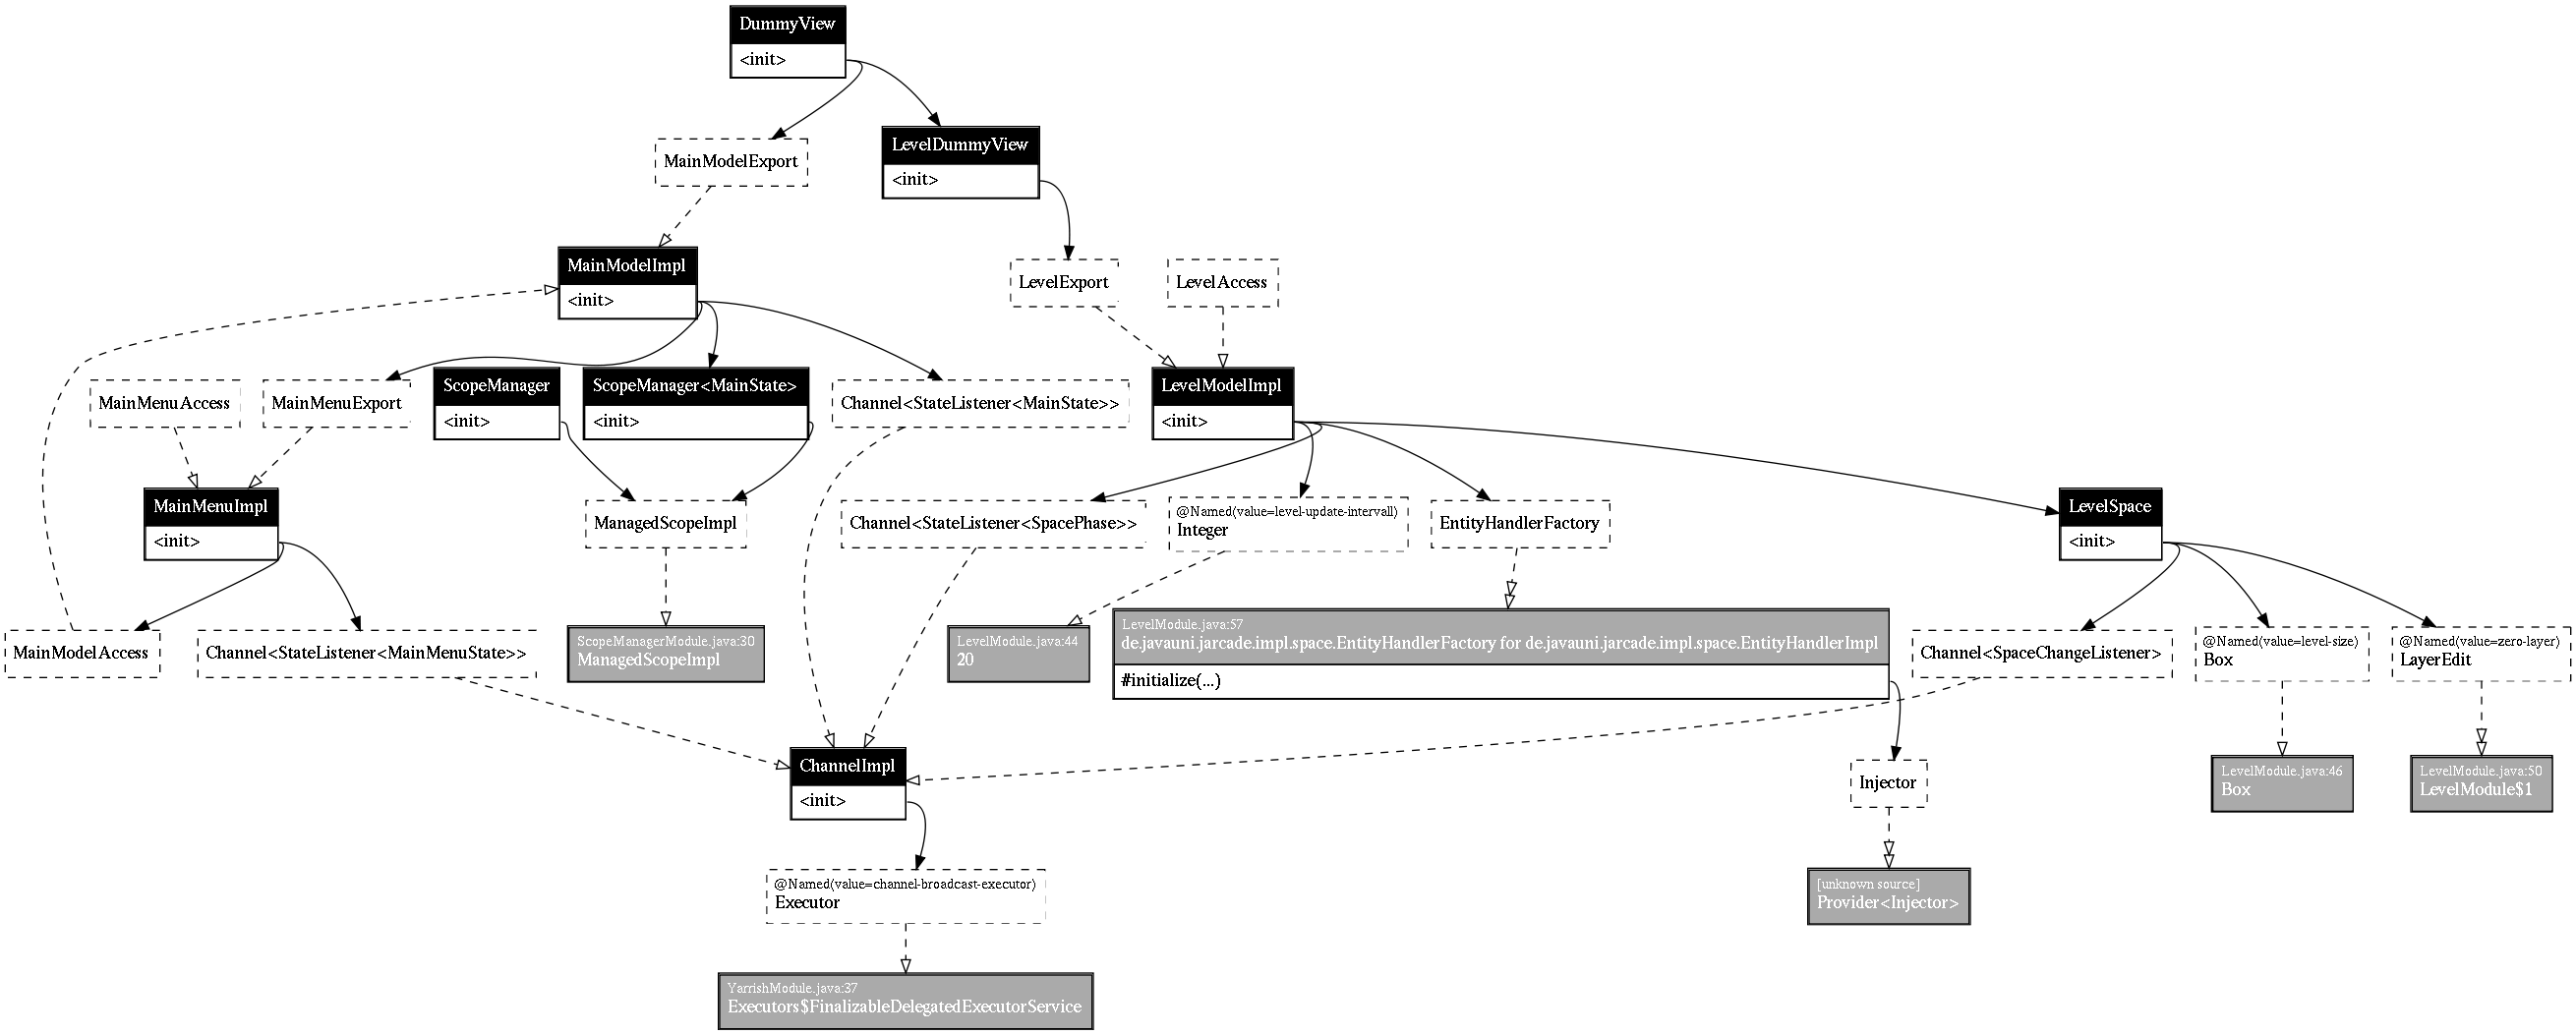 DummyView
<init>
MainModelExport
LevelDummyView
<init>
MainModelImpl
<init>
LevelExport
LevelAccess
MainMenuAccess
MainMenuExport
ScopeManager
<init>
ScopeManager<MainState>
<init>
Channel<StateListener<MainState>>
LevelModelImpl
<init>
MainMenuImpl
<init>
ManagedScopeImpl
Channel<StateListener<SpacePhase>>
@Named(value=level-update-intervall)
Integer
EntityHandlerFactory
LevelSpace
<init>
MainModelAccess
Channel<StateListener<MainMenuState>>
ScopeManagerModule.java:30
ManagedScopeImpl
LevelModule.java:44
20
LevelModule.java:57
de.javauni.jarcade.impl.space.EntityHandlerFactory for de.javauni.jarcade.impl.space.EntityHandlerImpl
#initialize(...)
Channel<SpaceChangeListener>
@Named(value=level-size)
Box
@Named(value=zero-layer)
LayerEdit
ChannelImpl
<init>
Injector
LevelModule.java:46
Box
LevelModule.java:50
LevelModule$1
@Named(value=channel-broadcast-executor)
Executor
[unknown source]
Provider<Injector>
YarrishModule.java:37
Executors$FinalizableDelegatedExecutorService